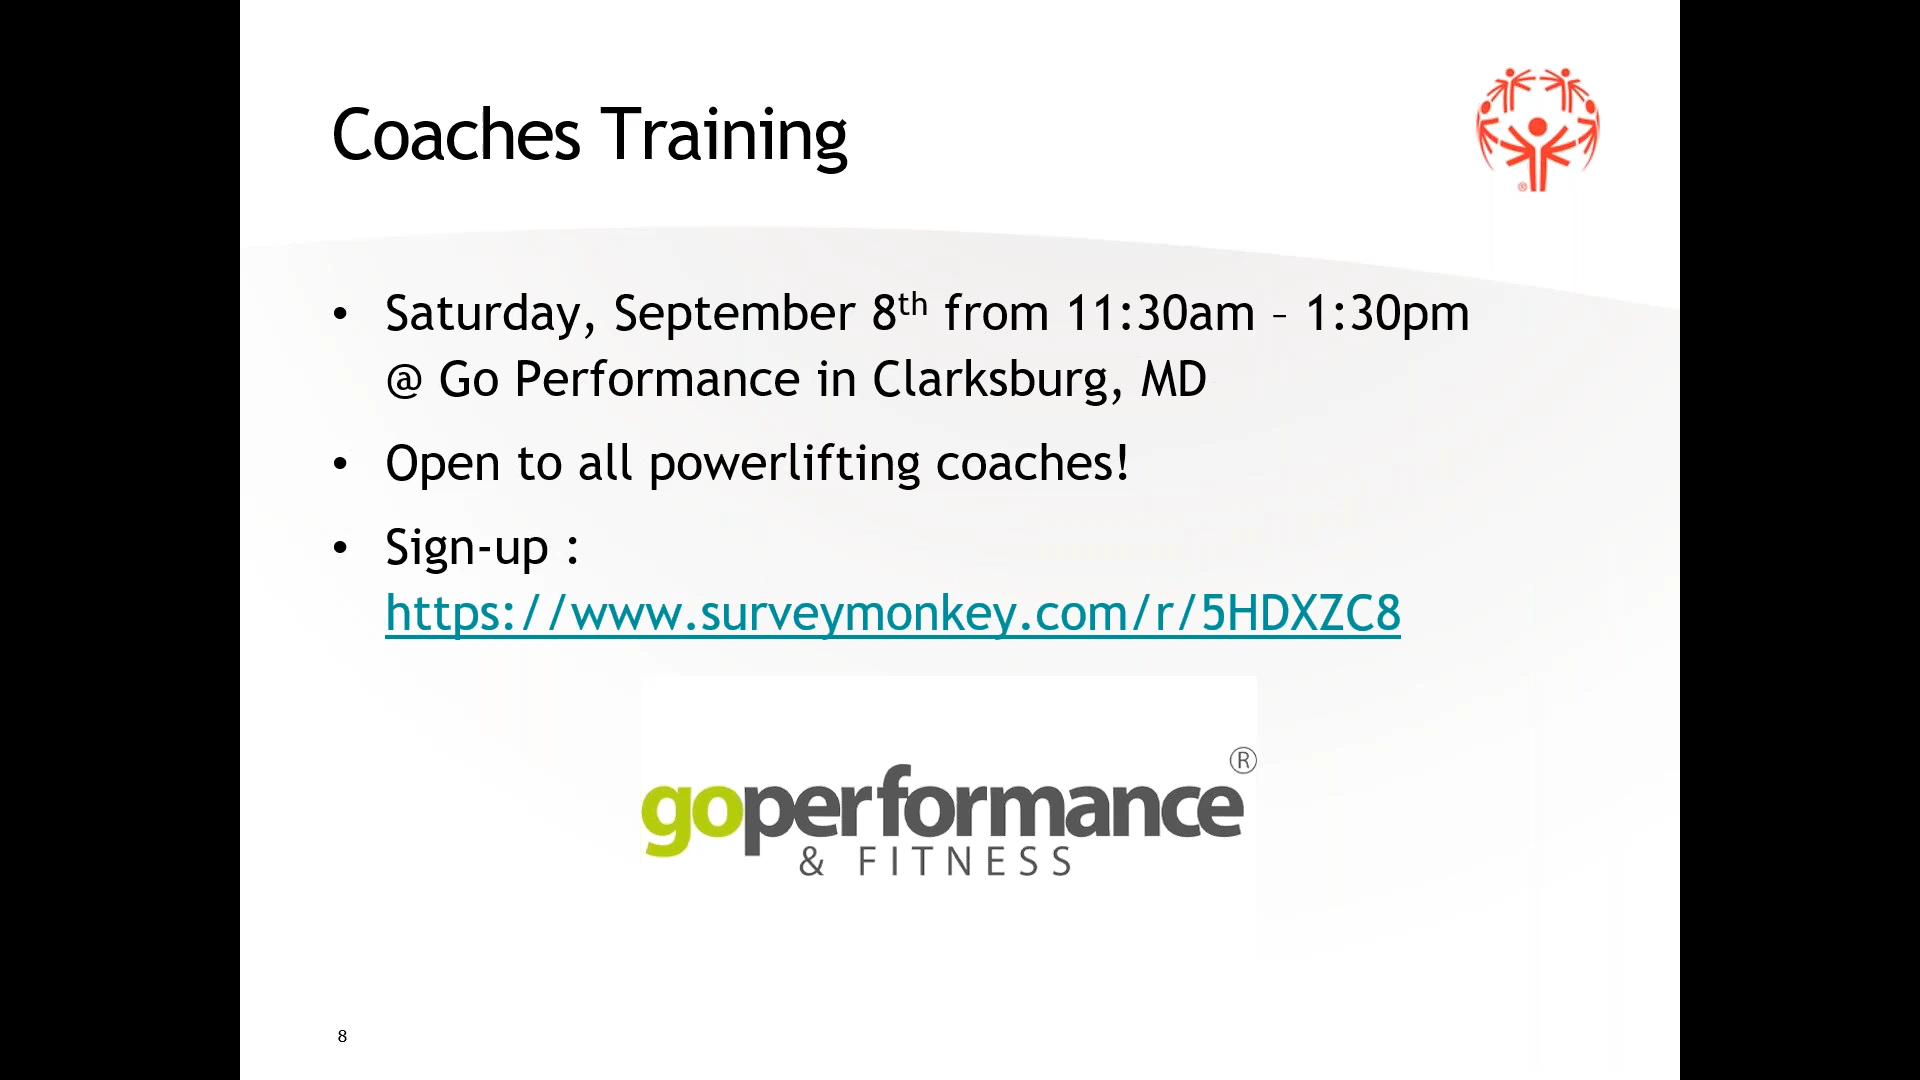 Coaches Training
®
• Saturday, September 8th from 11:30am – 1:30pm
@ Go Performance in Clarksburg, MD
• Open to all powerlifting coaches!
• Sign-up :
https://www.surveymonkey.com/r/5HDXZC8
goperformance®
& FITNESS
8